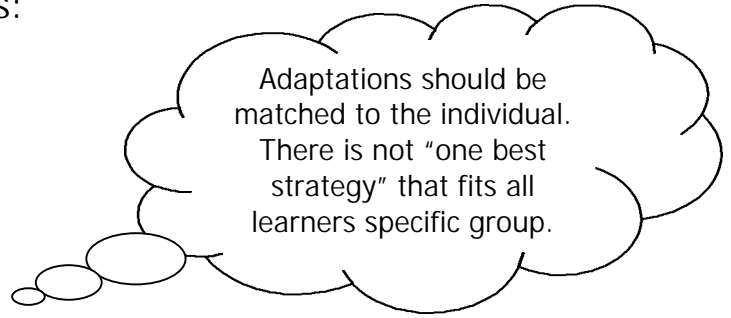 s:
Adaptations should be
matched to the individual.
There is not “one best
strategy” that fits all
learners specific group.